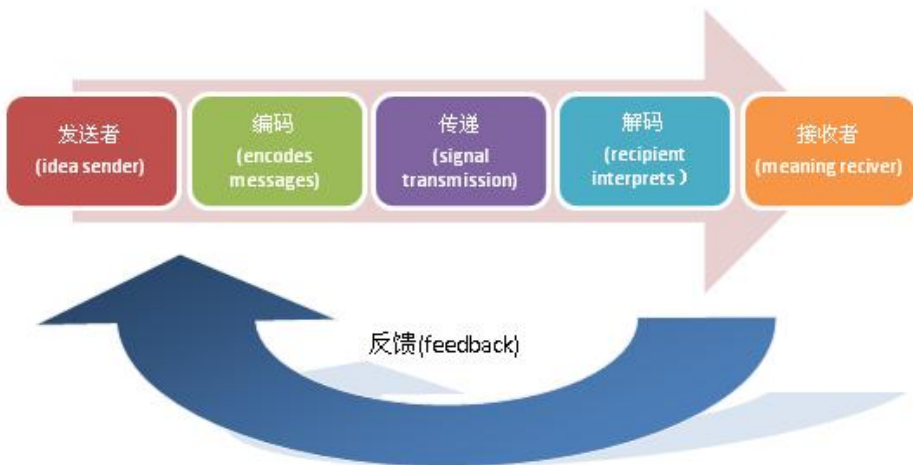 发送者
(idea sender)
编码
(encodes
messages)
传递
(signal
transmission)
解码
(recipient
interprets）
接收者
(meaning reciver)
反馈(feedback)